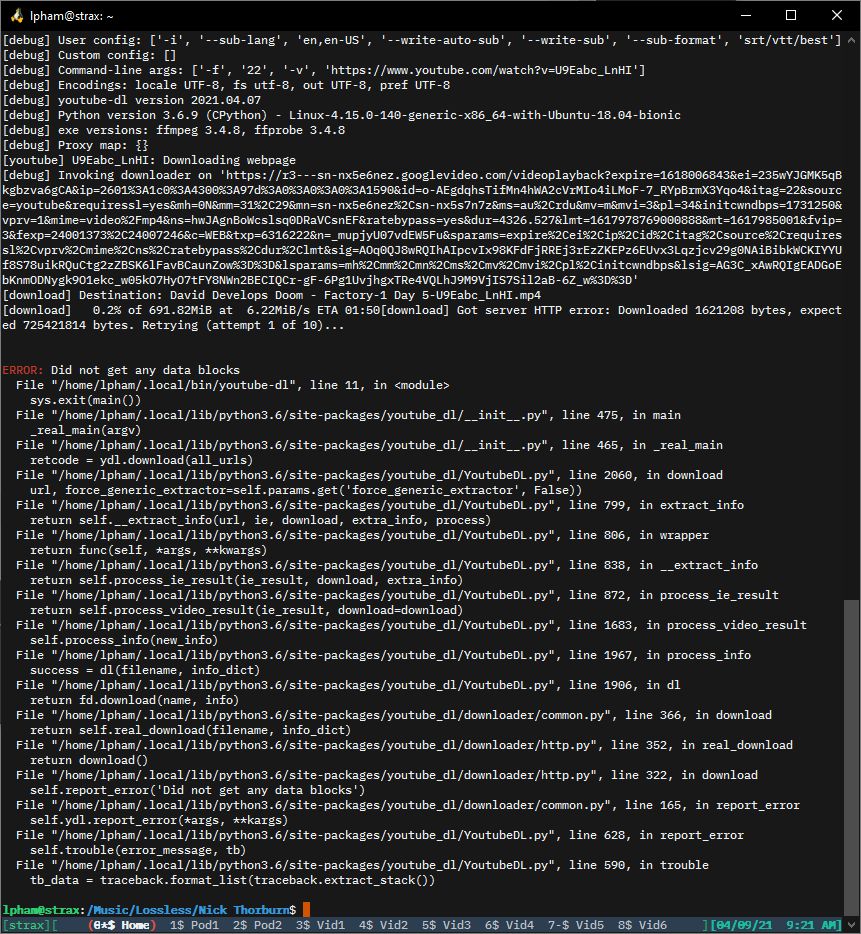 lpham@strax: ~
[debug] User config: ['-i', '--sub-lang', 'en,en-US', '--write-auto-sub', '--write-sub', '--sub-format', 'srt/vtt/best']
[debug] Custom config: []
[debug] Command-line args: ['-f', '22', '-v', 'https://www.youtube.com/watch?v=U9Eabc_LnHI']
[debug] Encodings: locale UTF-8, fs utf-8, out UTF-8, pref UTF-8
[debug] youtube-dl version 2021.04.07
[debug] Python version 3.6.9 (CPython) - Linux-4.15.0-140-generic-x86_64-with-Ubuntu-18.04-bionic
[debug] exe versions: ffmpeg 3.4.8, ffprobe 3.4.8
[debug] Proxy map: {}
[youtube] U9Eabc_LnHI: Downloading webpage
[debug] Invoking downloader on 'https://r3---sn-nx5e6nez.googlevideo.com/videoplayback?expire=1618006843&ei=235wYJGMK5qB
kgbzva6gCA&ip=2601%3A1c0%3A4300%3A97d%3A0%3A0%3A0%3A1590&id=o-AEgdqhsTifMn4hWA2cVrMIo4iLMoF-7_RYpBrmX3Yqo4&itag=22&source
e=youtube&requiressl=yes&mh=0N&mm=31%2C29&mn=sn-nx5e6nez%2Csn-nx5s7n7z&ms=au%2Crdu&mv=m&mvi=3&pl=34&initcwndbps=1731250&
vprv=1&mime=video%2Fmp4&ns=hwJAgnBoWcslsq0DRaVCsnEF&ratebypass=yes&dur=4326.527&lmt=1617978769000888&mt=1617985001&fvip=
3&fexp=24001373%2C24007246&c=WEB&txp=6316222&n=_mupjyU07vdEW5Fu&sparams=expire%2Cei%2Cip%2Cid%2Citag%2Csource%2Crequires
sl%2Cvprv%2Cmime%2Cns%2Cratebypass%2Cdur%2Clmt&sig=AOq0QJ8wRQIhAIpcvIx98KFdFjRREj3rEzZKEPz6EUvx3Lqzjcv29g0NAiBibkWCKIYYU
f8S78uikRQuCtg2zZBSK6lFavBCaunZow%3D%3D&lsparams=mh%2Cmm%2Cmn%2Cms%2Cmv%2Cmvi%2Cpl%2Cinitcwndbps&lsig=AG3C_xAwRQIgEADGoE
bKnmODNygk9O1ekc_w05kO7HyO7tFY8NWn2BECIQCr-gF-6Pg1UvjhgxTRe4VQLhJ9M9VjIS7Sil2aB-6Z_w%3D%3D'
[download] Destination: David Develops Doom - Factory-1 Day 5-U9Eabc_LnHI.mp4
[download]   0.2% of 691.82MiB at  6.22MiB/s ETA 01:50[download] Got server HTTP error: Downloaded 1621208 bytes, expect
ed 725421814 bytes. Retrying (attempt 1 of 10)...
ERROR: Did not get any data blocks
File "/home/lpham/.local/bin/youtube-dl", line 11, in <module>
sys.exit(main())
File "/home/lpham/.local/lib/python3.6/site-packages/youtube_dl/__init__.py", line 475, in main
_real_main(argv)
File "/home/lpham/.local/lib/python3.6/site-packages/youtube_dl/__init__.py", line 465, in _real_main
retcode = ydl.download(all_urls)
File "/home/lpham/.local/lib/python3.6/site-packages/youtube_dl/YoutubeDL.py", line 2060, in download
url, force_generic_extractor=self.params.get('force_generic_extractor', False))
File "/home/lpham/.local/lib/python3.6/site-packages/youtube_dl/YoutubeDL.py", line 799, in extract_info
return self.__extract_info(url, ie, download, extra_info, process)
File "/home/lpham/.local/lib/python3.6/site-packages/youtube_dl/YoutubeDL.py", line 806, in wrapper
return func(self, *args, **kwargs)
File "/home/lpham/.local/lib/python3.6/site-packages/youtube_dl/YoutubeDL.py", line 838, in __extract_info
return self.process_ie_result(ie_result, download, extra_info)
File "/home/lpham/.local/lib/python3.6/site-packages/youtube_dl/YoutubeDL.py", line 872, in process_ie_result
return self.process_video_result(ie_result, download=download)
File "/home/lpham/.local/lib/python3.6/site-packages/youtube_dl/YoutubeDL.py", line 1683, in process_video_result
self.process_info(new_info)
File "/home/lpham/.local/lib/python3.6/site-packages/youtube_dl/YoutubeDL.py", line 1967, in process_info
success = dl(filename, info_dict)
File "/home/lpham/.local/lib/python3.6/site-packages/youtube_dl/YoutubeDL.py", line 1906, in dl
return fd.download(name, info)
File "/home/lpham/.local/lib/python3.6/site-packages/youtube_dl/downloader/common.py", line 366, in download
return self.real_download(filename, info_dict)
File "/home/lpham/.local/lib/python3.6/site-packages/youtube_dl/downloader/http.py", line 352, in real_download
return download()
File "/home/lpham/.local/lib/python3.6/site-packages/youtube_dl/downloader/http.py", line 322, in download
self.report_error('Did not get any data blocks')
File "/home/lpham/.local/lib/python3.6/site-packages/youtube_dl/downloader/common.py", line 165, in report_error
self.ydl.report_error(*args, **kargs)
File "/home/lpham/.local/lib/python3.6/site-packages/youtube_dl/YoutubeDL.py", line 628, in report_error
self.trouble(error_message, tb)
File "/home/lpham/.local/lib/python3.6/site-packages/youtube_dl/YoutubeDL.py", line 590, in trouble
tb_data = traceback.format_list(traceback.extract_stack())
lpham@strax:/Music/Lossless/Nick Thorburn$
[strax][ (0*$ Home) 1$ Pod1 2$ Pod2 3$ Vid1 4$ Vid2 5$ Vid3 6$ Vid4 7-$ Vid5 8$ Vid6 ][04/09/21 9:21 AM]